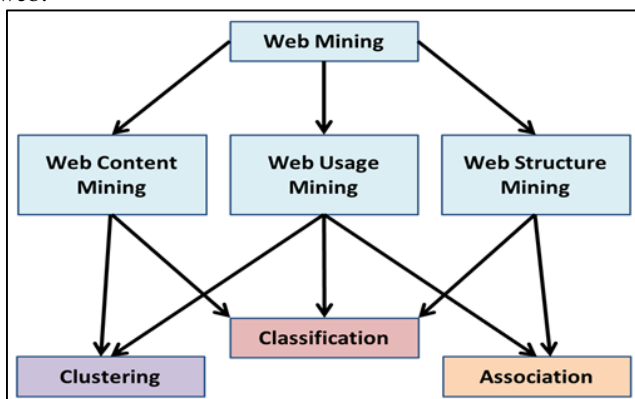 Web Mining
Web Content
Mining
Web Usage
Mining
Web Structure
Mining
Classification
Clustering
Association